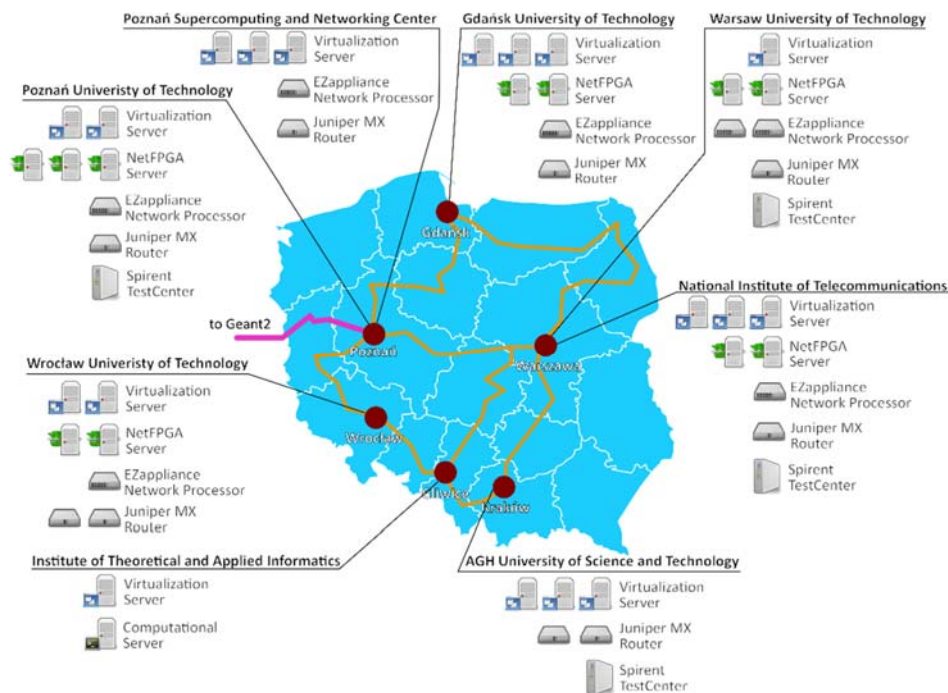 Poznań Supercomputing and Networking Center
Virtualization
Server
EZappliance
Network Processor
Juniper MX
Router
Gdańsk University of Technology
Virtualization
Server
NetFPGA
Server
EZappliance
Network Processor
Juniper MX
Router
Warsaw University of Technology
Virtualization
Server
NetFPGA
Server
EZappliance
Network Processor
Juniper MX
Router
Spirent
TestCenter
Poznań Univeristy of Technology
Virtualization
Server
NetFPGA
Server
EZappliance
Network Processor
Juniper MX
Router
Spirent
TestCenter
National Institute of Telecommunications
Virtualization
Server
NetFPGA
Server
EZappliance
Network Processor
Juniper MX
Router
Spirent
TestCenter
to Geant2
Gdańsk
Poznań
Warszawa
Wrocław
Gliwice
Kraków
Wrocław Univeristy of Technology
Virtualization
Server
NetFPGA
Server
EZappliance
Network Processor
Juniper MX
Router
Institute of Theoretical and Applied Informatics
Virtualization
Server
Computational
Server
AGH University of Science and Technology
Virtualization
Server
Juniper MX
Router
Spirent
TestCenter